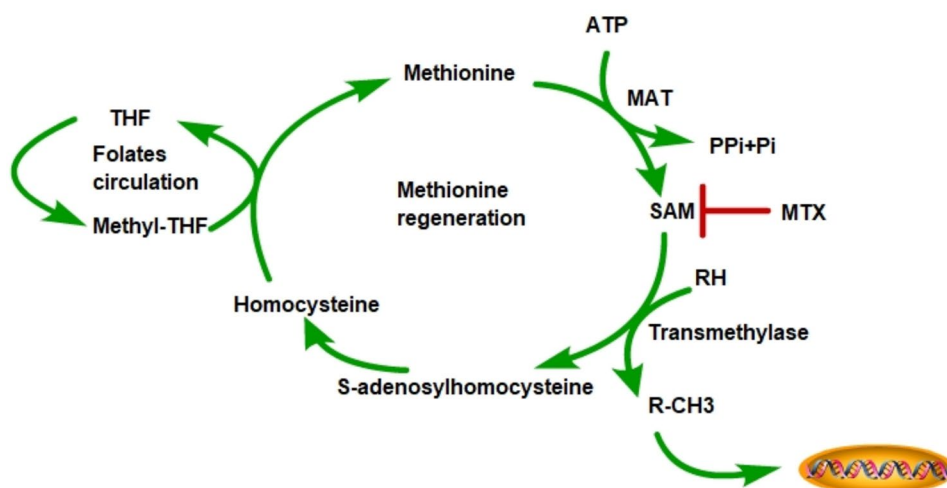 ATP
Methionine
MAT
THF
PPi+Pi
Folates
circulation
Methionine
regeneration
Methyl-THF
SAM
MTX
RH
Homocysteine
Transmethylase
S-adenosylhomocysteine
R-CH3